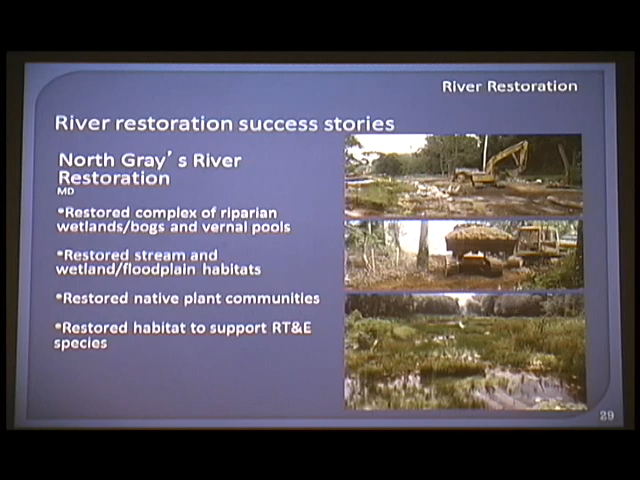 River Restoration
River restoration success stories
North Gray's River
Restoration
MD
*Restored complex of riparian
wetlands/bogs and vernal pools
*Restored stream and
wetland/floodplain habitats
*Restored native plant communities
*Restored habitat to support RT&E
species
29